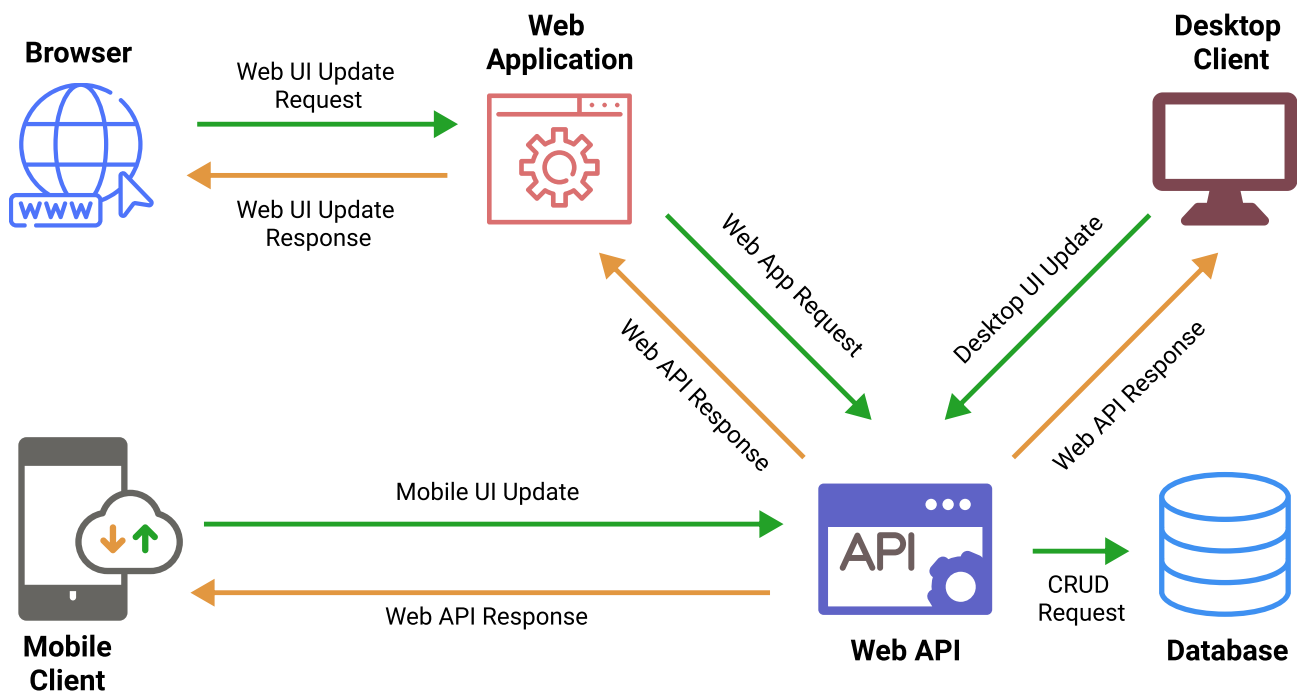 Web
Application
Desktop
Client
Browser
Web UI Update
Request
WWW
Web UI Update
Response
Web App Request
Web API Response
Desktop UI Update
Web API Response
Mobile UI Update
Web API Response
API
CRUD
Request
Mobile
Client
Web API
Database